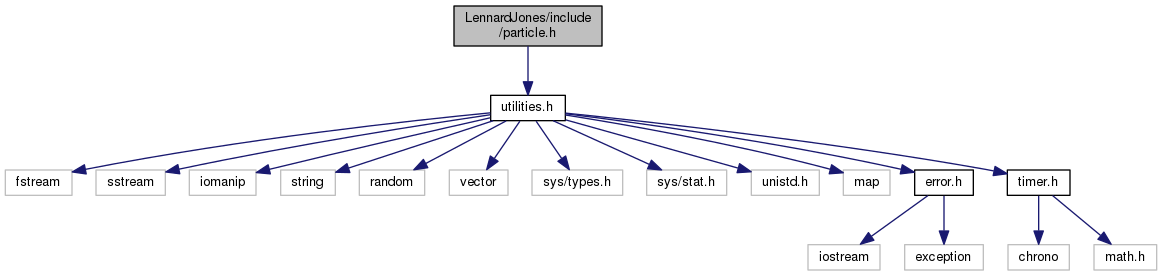 LennardJones/include
/particle.h
utilities.h
fstream
sstream
iomanip
string
random
vector
sys/types.h
sys/stat.h
unistd.h
map
error.h
timer.h
iostream
exception
chrono
math.h